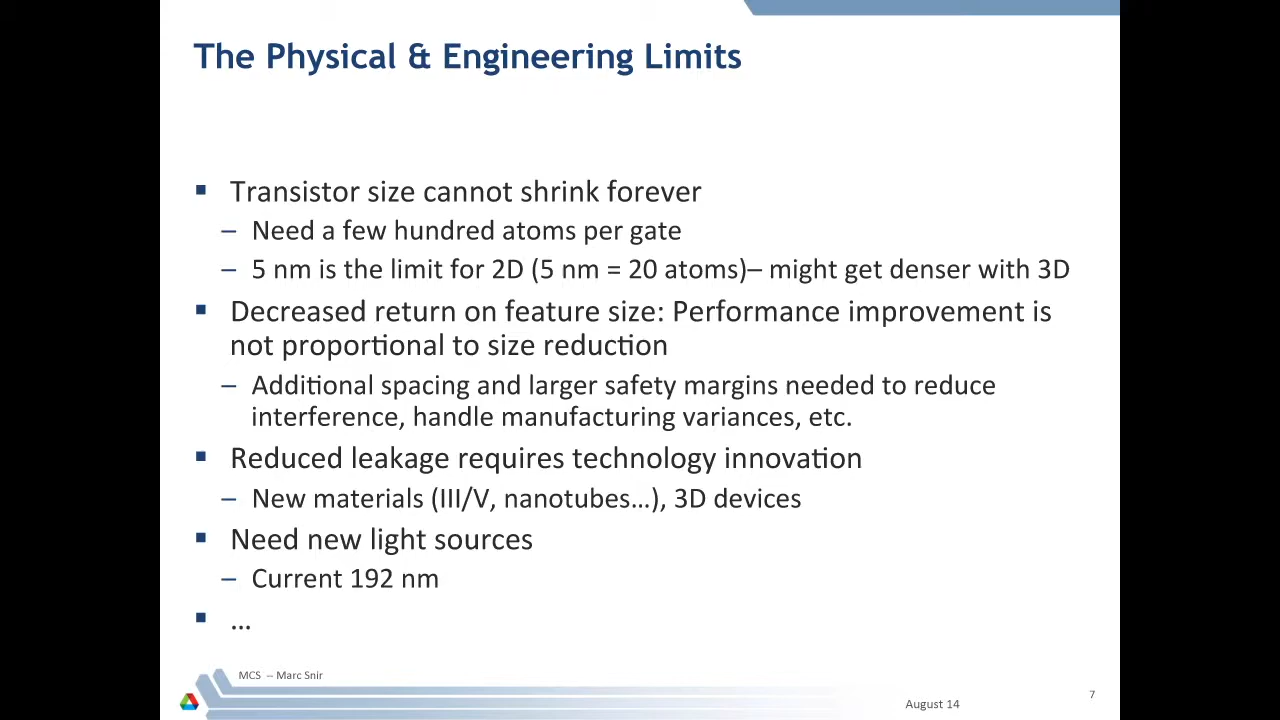 The Physical & Engineering Limits
▪ Transistor size cannot shrink forever
– Need a few hundred atoms per gate
– 5 nm is the limit for 2D (5 nm = 20 atoms)– might get denser with 3D
▪ Decreased return on feature size: Performance improvement is
not proportional to size reduction
– Additional spacing and larger safety margins needed to reduce
interference, handle manufacturing variances, etc.
▪ Reduced leakage requires technology innovation
– New materials (III/V, nanotubes…), 3D devices
▪ Need new light sources
– Current 192 nm
▪ …
MCS -- Marc Snir
August 14
7